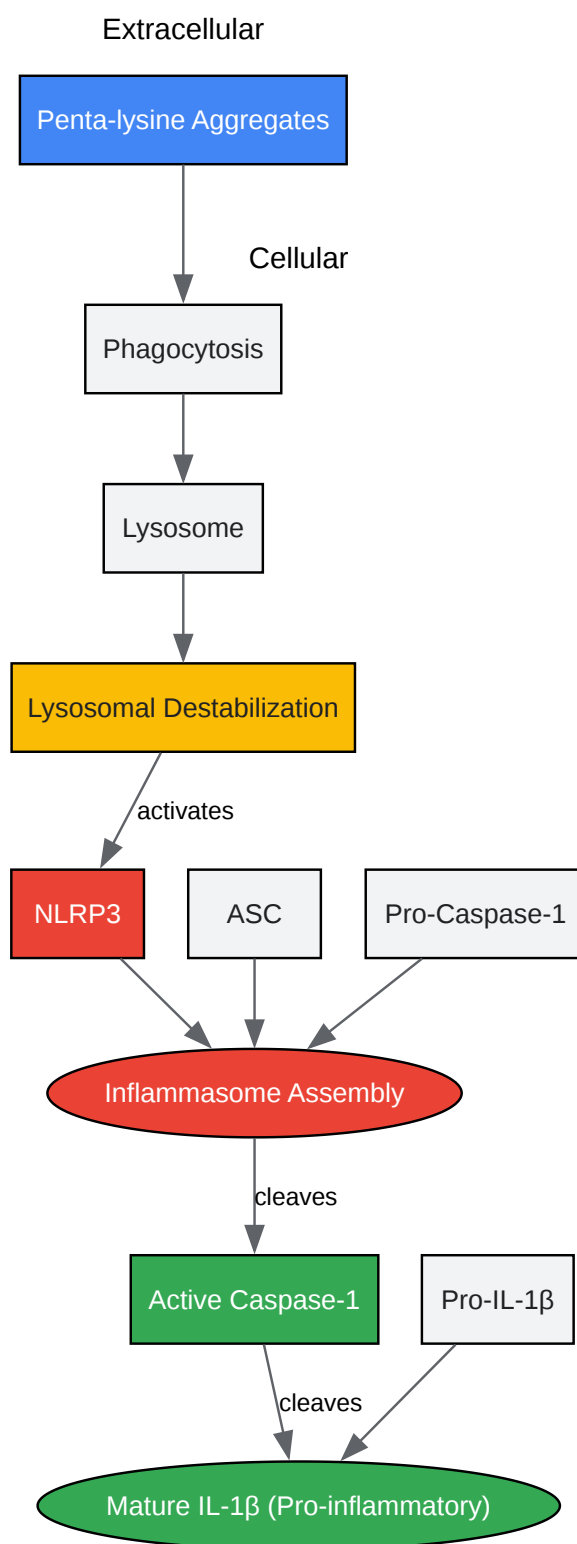 Extracellular
Penta-lysine Aggregates
Cellular
Phagocytosis
Lysosome
Lysosomal Destabilization
activates
NLRP3
ASC
Pro-Caspase-1
Inflammasome Assembly
cleaves
Active Caspase-1
Pro-IL-1β
cleaves
Mature IL-1β (Pro-inflammatory)